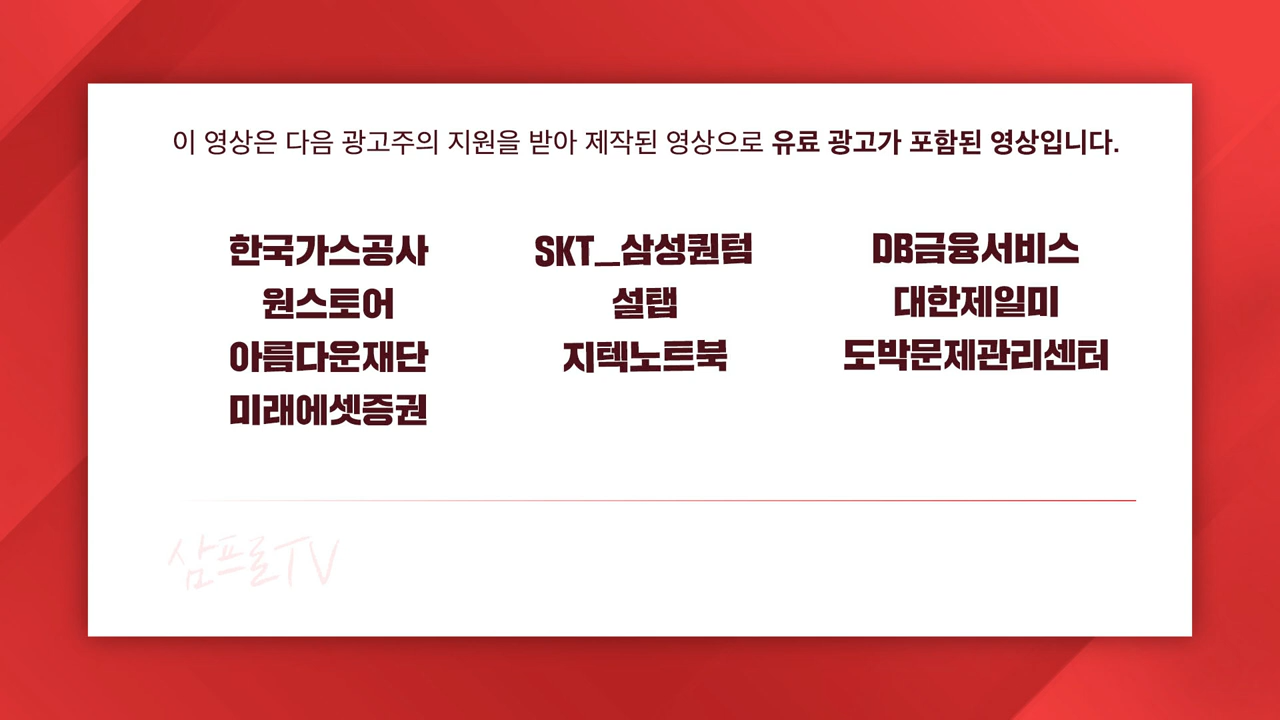 이 영상은 다음 광고주의 지원을 받아 제작된 영상으로 유료 광고가 포함된 영상입니다.
한국가스공사 SKT_삼성퀀텀 DB금융서비스
원스토어 설탭 대한제일미
아름다운재단 지텍노트북 도박문제관리센터
미래에셋증권
삼프로TV